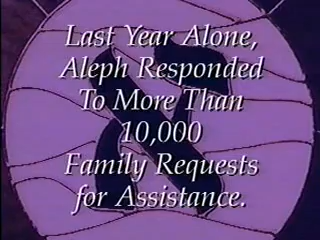 Last Year Alone,
Aleph Responded
To More Than
10,000
Family Requests
for Assistance.